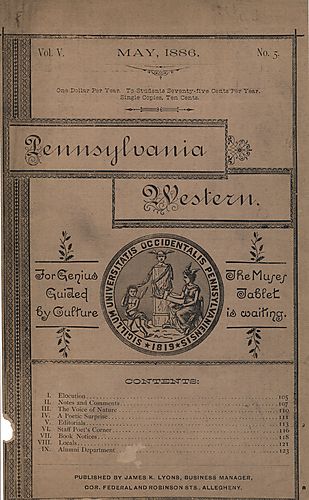 Vol. V. MAY, 1886. No. 5.
One Dollar Per Year. To Students Seventy-five Cents Per Year.
Single Copies, Ten Cents.
Pennsylvania
Western.
For Genius
Guided
by Culture
The Muses
Tablet
is waiting.
SIGILLUM UNIVERSITATIS OCCIDENTALIS PENNSYLVANIENSIS
★1819★
CONTENTS:
I. Elocution 105
II. Notes and Comments 107
III. The Voice of Nature 110
IV. A Poetic Surprise 111
V. Editorials 113
VI. Staff Poet's Corner 116
VII. Book Notices 118
VIII. Locals 121
IX. Alumni Department 123
PUBLISHED BY JAMES K. LYONS, BUSINESS MANAGER,
COR. FEDERAL AND ROBINSON STS. ALLEGHENY.